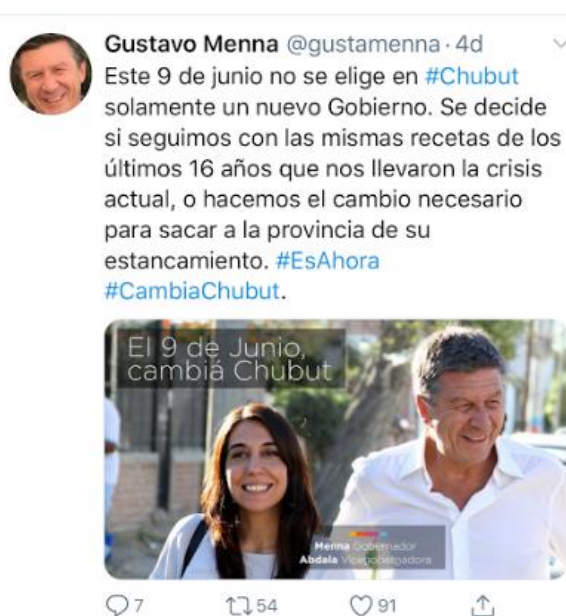 Gustavo Menna @gustamenna · 4d
Este 9 de junio no se elige en #Chubut
solamente un nuevo Gobierno. Se decide
si seguimos con las mismas recetas de los
últimos 16 años que nos llevaron la crisis
actual, o hacemos el cambio necesario
para sacar a la provincia de su
estancamiento. #EsAhora
#CambiaChubut.
El 9 de Junio,
cambiá Chubut
Menna Gobernador
Abdala Vicegobernadora
7 54 91